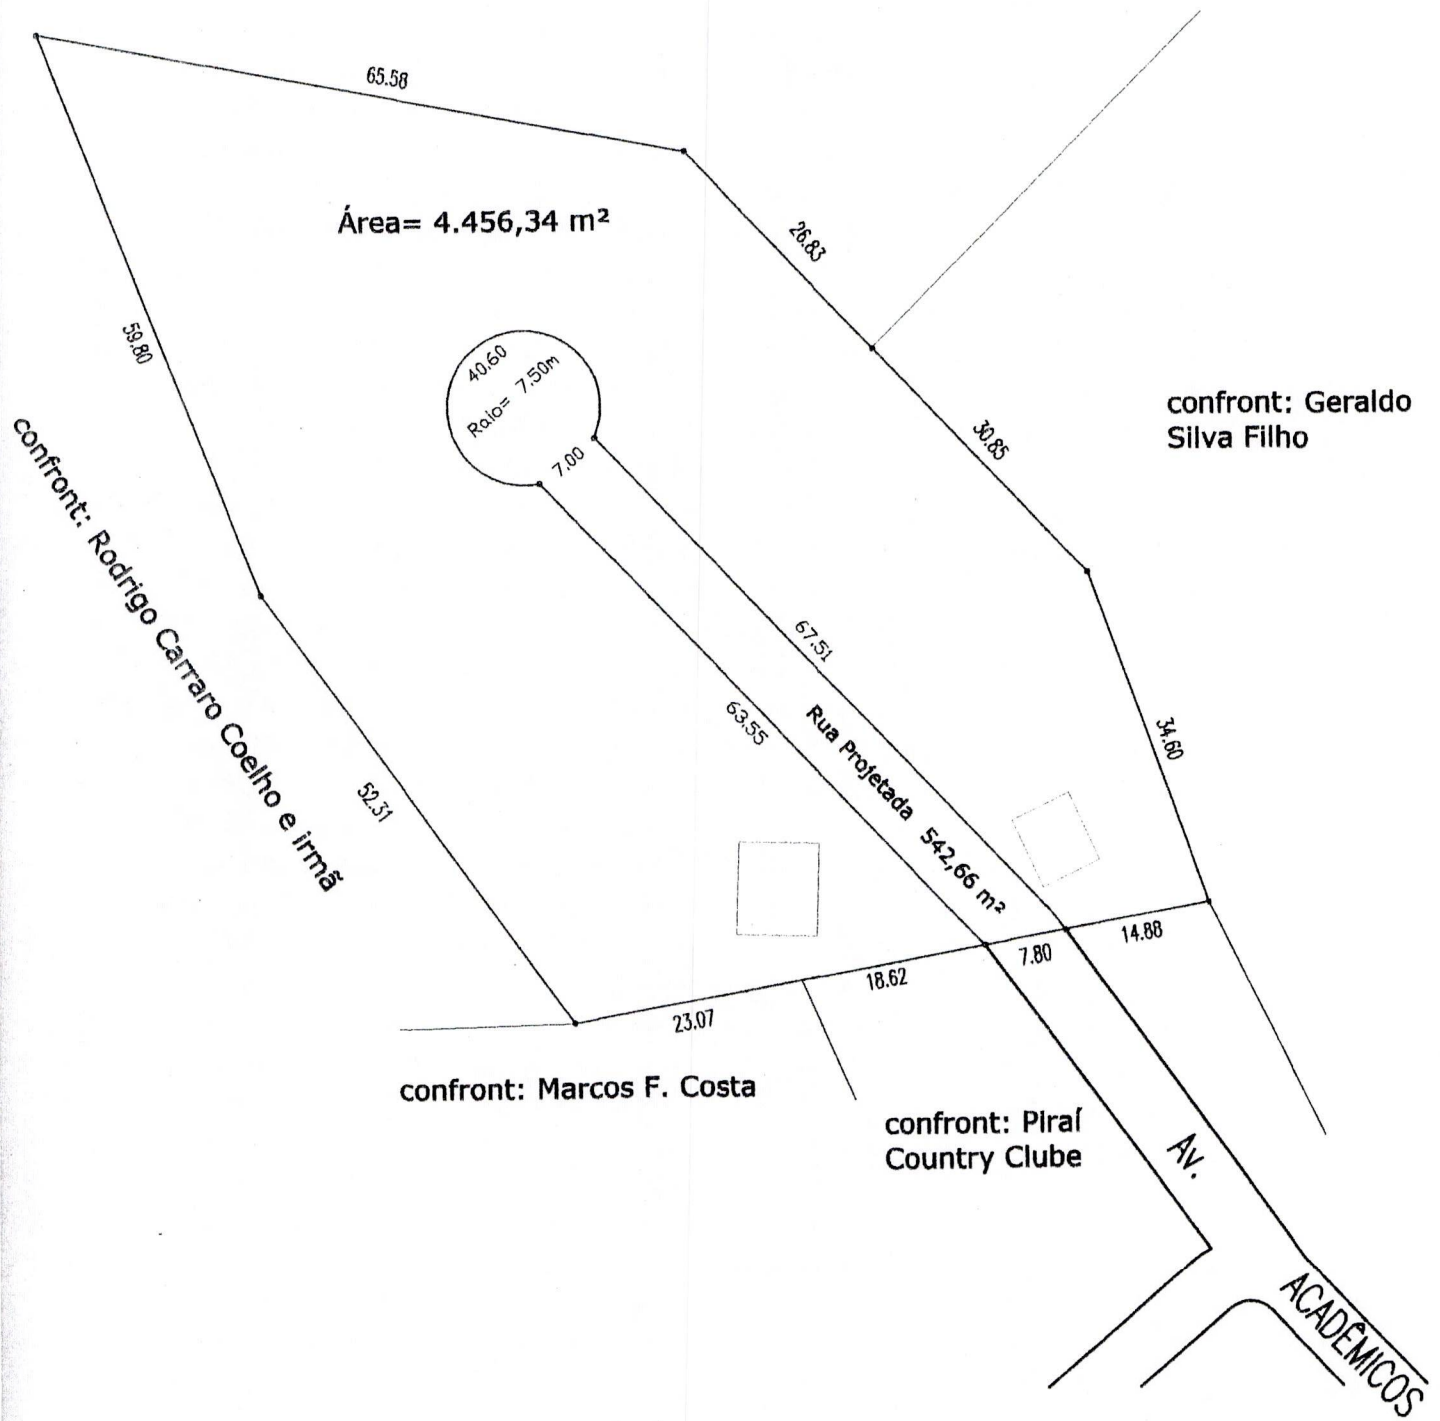 65.58
Área= 4.456,34 m²
26.83
59.80
40.60
Raio= 7.50m
7.00
30.85
confront: Geraldo
Silva Filho
confront: Rodrigo Carraro Coelho e irmã
67.51
63.55
Rua Projetada 542,66 m²
34.60
52.31
14.88
7.80
18.62
23.07
confront: Marcos F. Costa
confront: Piraí
Country Clube
Av.
ACADÊMICOS